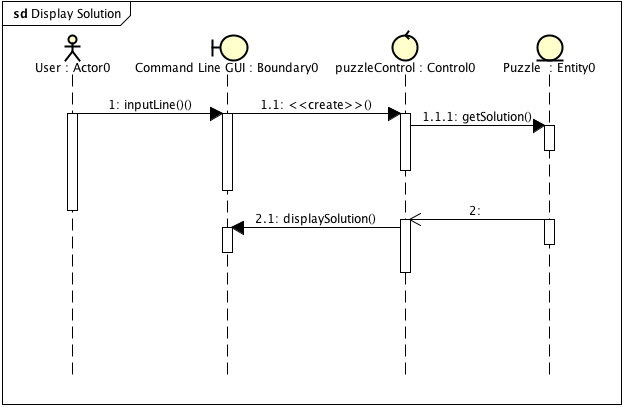 sd Display Solution
User : Actor0
Command Line GUI : Boundary0
puzzleControl : Control0
Puzzle : Entity0
1: inputLine()()
1.1: <<create>>()
1.1.1: getSolution()
2:
2.1: displaySolution()